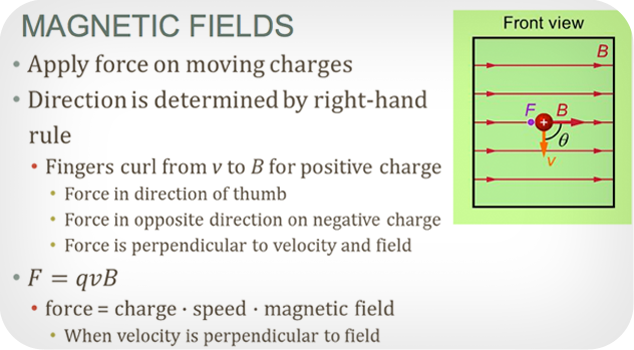 MAGNETIC FIELDS
• Apply force on moving charges
• Direction is determined by right-hand
rule
• Fingers curl from v to B for positive charge
• Force in direction of thumb
• Force in opposite direction on negative charge
• Force is perpendicular to velocity and field
• F = qvB
• force = charge · speed · magnetic field
• When velocity is perpendicular to field
Front view
B
F B
+
θ
v